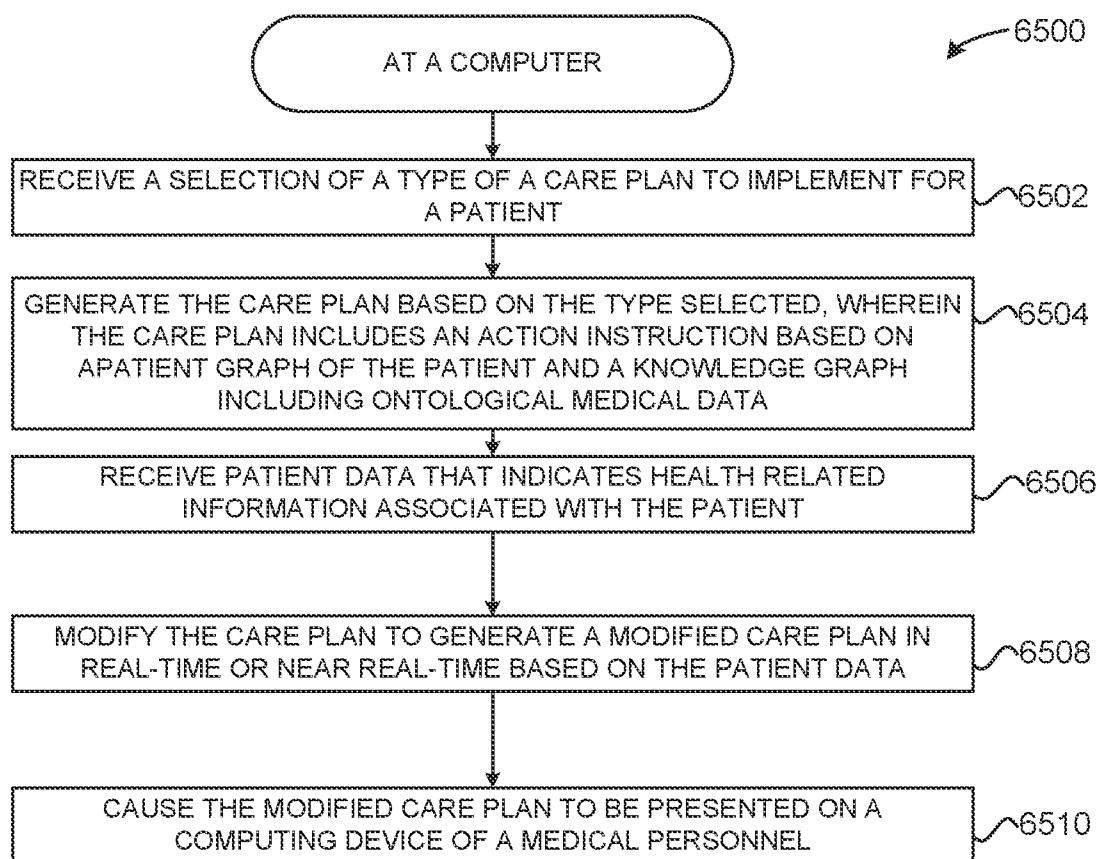 6500
AT A COMPUTER
RECEIVE A SELECTION OF A TYPE OF A CARE PLAN TO IMPLEMENT FOR
A PATIENT
6502
GENERATE THE CARE PLAN BASED ON THE TYPE SELECTED, WHEREIN
THE CARE PLAN INCLUDES AN ACTION INSTRUCTION BASED ON
APATIENT GRAPH OF THE PATIENT AND A KNOWLEDGE GRAPH
INCLUDING ONTOLOGICAL MEDICAL DATA
6504
RECEIVE PATIENT DATA THAT INDICATES HEALTH RELATED
INFORMATION ASSOCIATED WITH THE PATIENT
6506
MODIFY THE CARE PLAN TO GENERATE A MODIFIED CARE PLAN IN
REAL-TIME OR NEAR REAL-TIME BASED ON THE PATIENT DATA
6508
CAUSE THE MODIFIED CARE PLAN TO BE PRESENTED ON A
COMPUTING DEVICE OF A MEDICAL PERSONNEL
6510